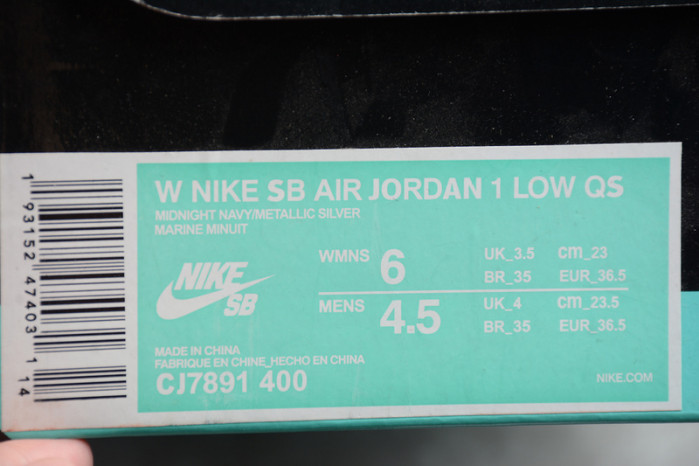 W NIKE SB AIR JORDAN 1 LOW QS
MIDNIGHT NAVY/METALLIC SILVER
MARINE MINUIT
WMNS 6 UK_3.5 cm_23
BR_35 EUR_36.5
MENS 4.5 UK_4 cm_23.5
BR_35 EUR_36.5
NIKE
SB
MADE IN CHINA
FABRIQUE EN CHINE_HECHO EN CHINA
CJ7891 400
NIKE.COM
1 93152 47403 1 14